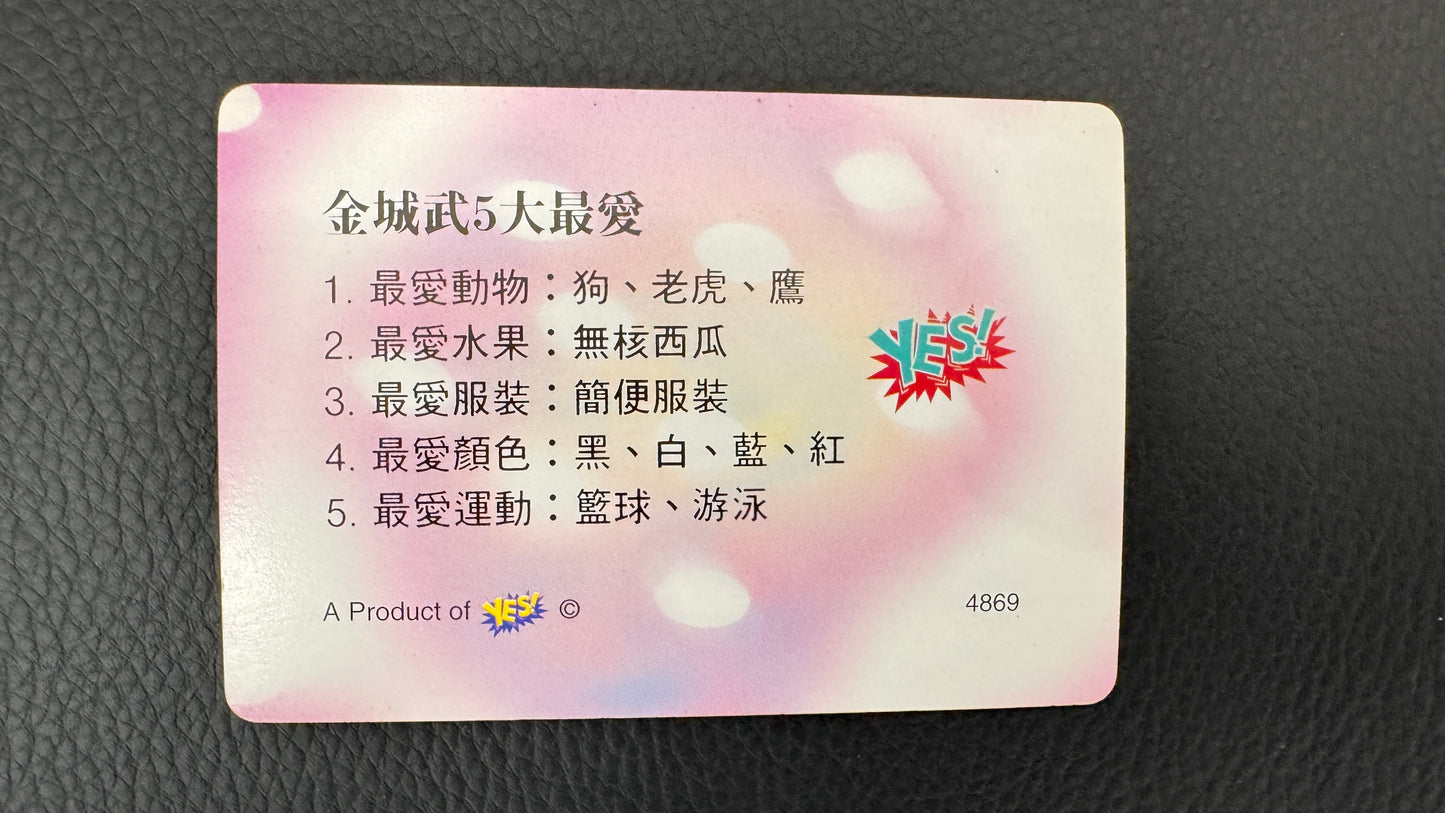 金城武5大最愛
1. 最愛動物：狗、老虎、鷹
2. 最愛水果：無核西瓜
3. 最愛服裝：簡便服裝
4. 最愛顏色：黑、白、藍、紅
5. 最愛運動：籃球、游泳
YES!
A Product of YES! ©
4869